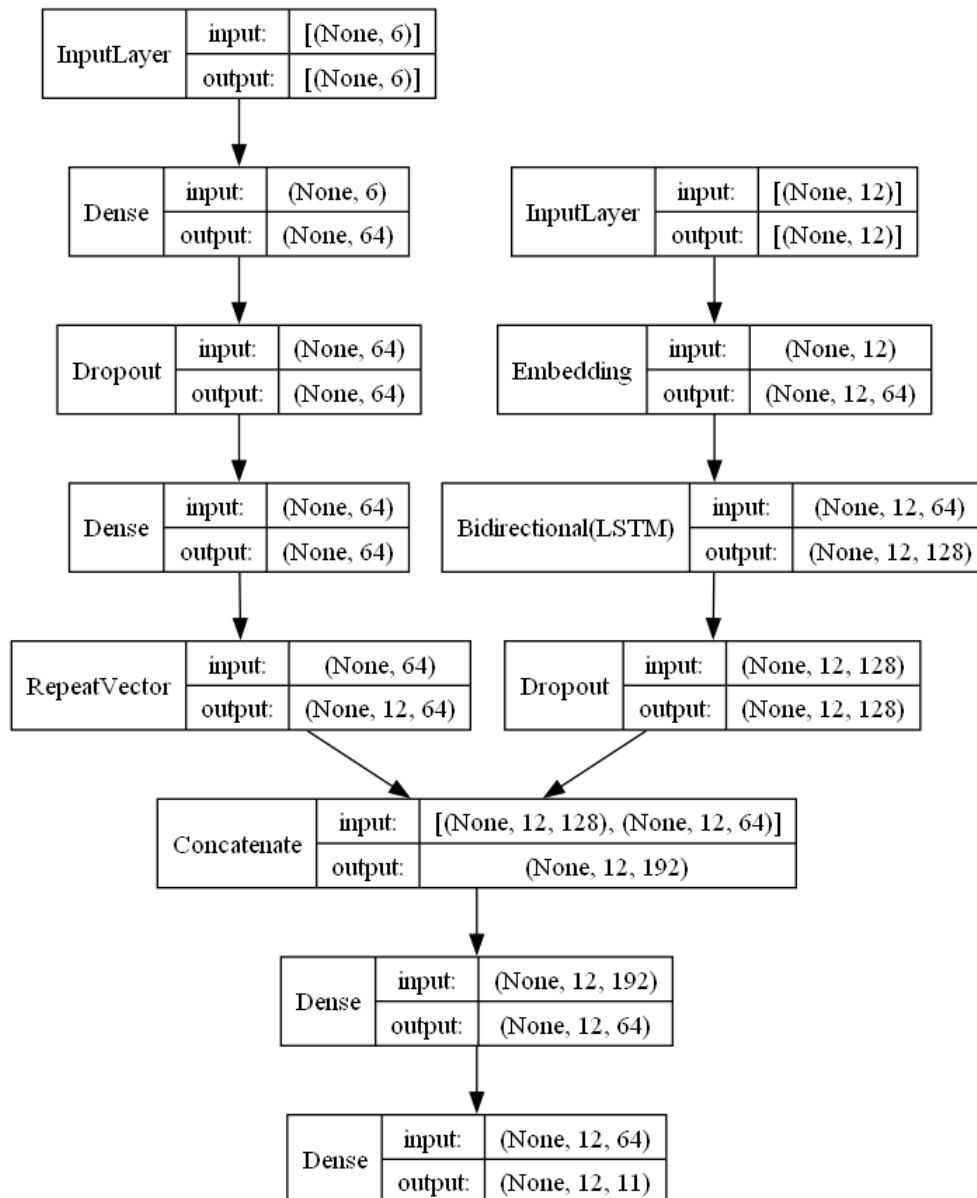 InputLayer input: [(None, 6)]
output: [(None, 6)]
Dense input: (None, 6)
output: (None, 64)
InputLayer input: [(None, 12)]
output: [(None, 12)]
Dropout input: (None, 64)
output: (None, 64)
Embedding input: (None, 12)
output: (None, 12, 64)
Dense input: (None, 64)
output: (None, 64)
Bidirectional(LSTM) input: (None, 12, 64)
output: (None, 12, 128)
RepeatVector input: (None, 64)
output: (None, 12, 64)
Dropout input: (None, 12, 128)
output: (None, 12, 128)
Concatenate input: [(None, 12, 128), (None, 12, 64)]
output: (None, 12, 192)
Dense input: (None, 12, 192)
output: (None, 12, 64)
Dense input: (None, 12, 64)
output: (None, 12, 11)